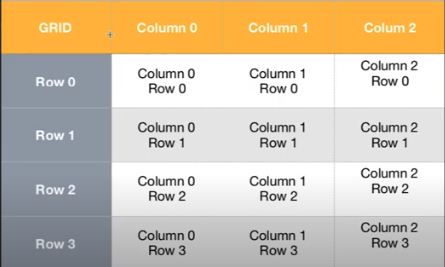 GRID Column 0 Column 1 Colum 2
Row 0 Column 0 Row 0 Column 1 Row 0 Column 2 Row 0
Row 1 Column 0 Row 1 Column 1 Row 1 Column 2 Row 1
Row 2 Column 0 Row 2 Column 1 Row 2 Column 2 Row 2
Row 3 Column 0 Row 3 Column 1 Row 3 Column 2 Row 3